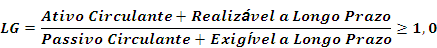 LG = Ativo Circulante + Realizável a Longo Prazo
Passivo Circulante + Exigível a Longo Prazo ≥ 1,0